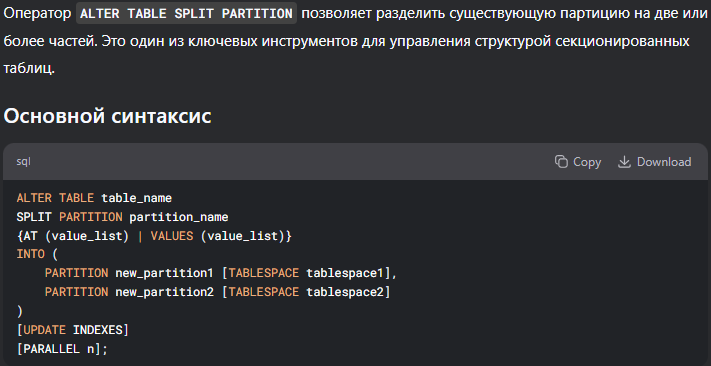 Оператор ALTER TABLE SPLIT PARTITION позволяет разделить существующую партицию на две или
более частей. Это один из ключевых инструментов для управления структурой секционированных
таблиц.
Основной синтаксис
sql Copy Download
ALTER TABLE table_name
SPLIT PARTITION partition_name
{AT (value_list) | VALUES (value_list)}
INTO (
    PARTITION new_partition1 [TABLESPACE tablespace1],
    PARTITION new_partition2 [TABLESPACE tablespace2]
)
[UPDATE INDEXES]
[PARALLEL n];